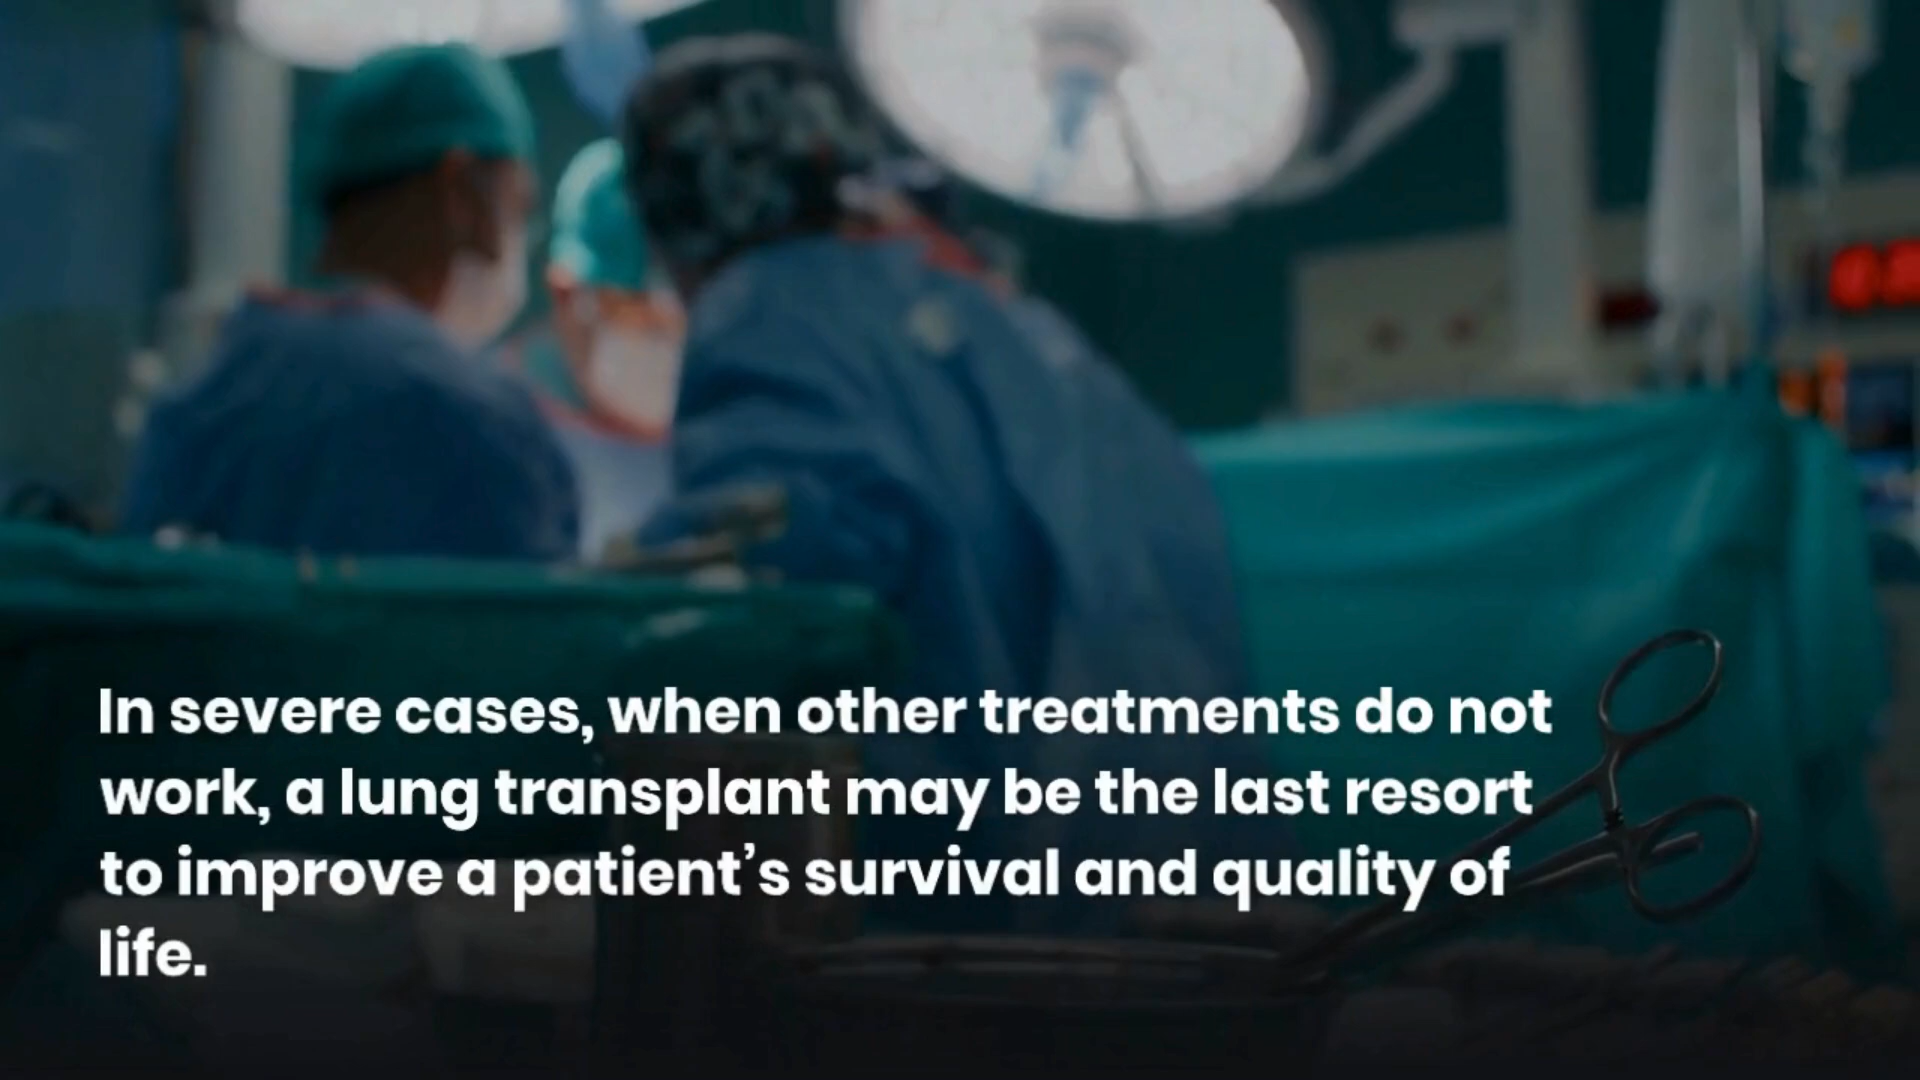 In severe cases, when other treatments do not
work, a lung transplant may be the last resort
to improve a patient’s survival and quality of
life.